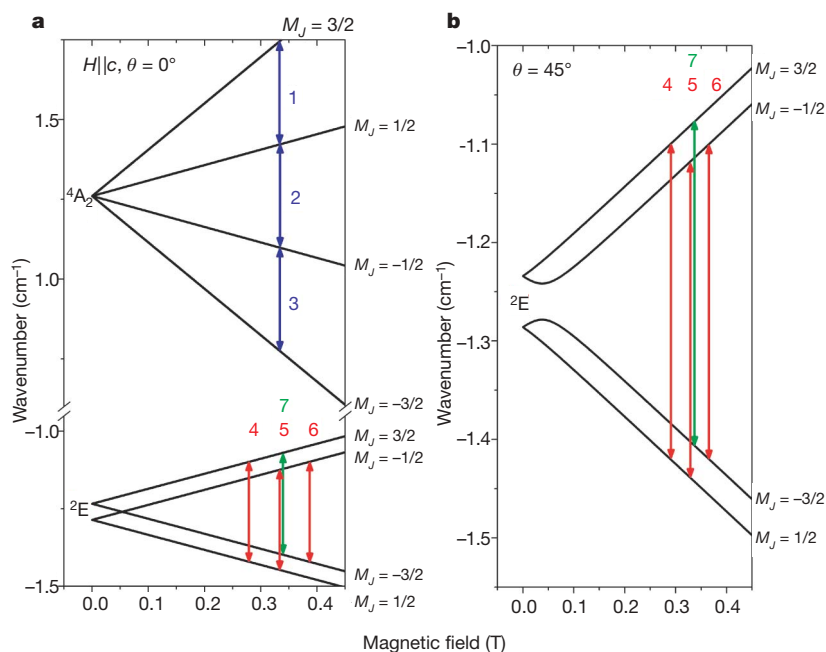 a
H||c, θ = 0°
M_J = 3/2
1.5
1.0
−1.0
−1.5
Wavenumber (cm⁻¹)
⁴A₂
²E
1
2
3
M_J = 1/2
M_J = −1/2
M_J = −3/2
7
4 5 6
M_J = 3/2
M_J = −1/2
M_J = −3/2
M_J = 1/2
0.0 0.1 0.2 0.3 0.4
b
θ = 45°
−1.0
−1.1
−1.2
−1.3
−1.4
−1.5
Wavenumber (cm⁻¹)
²E
7
4 5 6
M_J = 3/2
M_J = −1/2
M_J = −3/2
M_J = 1/2
0.0 0.1 0.2 0.3 0.4
Magnetic field (T)